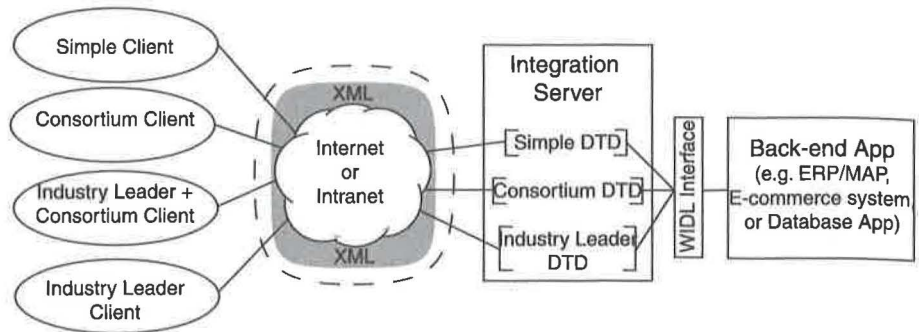 Simple Client
Consortium Client
Industry Leader +
Consortium Client
Industry Leader
Client
XML
Internet
or
Intranet
XML
Integration
Server
[Simple DTD]
[Consortium DTD]
[Industry Leader
DTD]
WIDL Interface
Back-end App
(e.g. ERP/MAP,
E-commerce system,
or Database App)